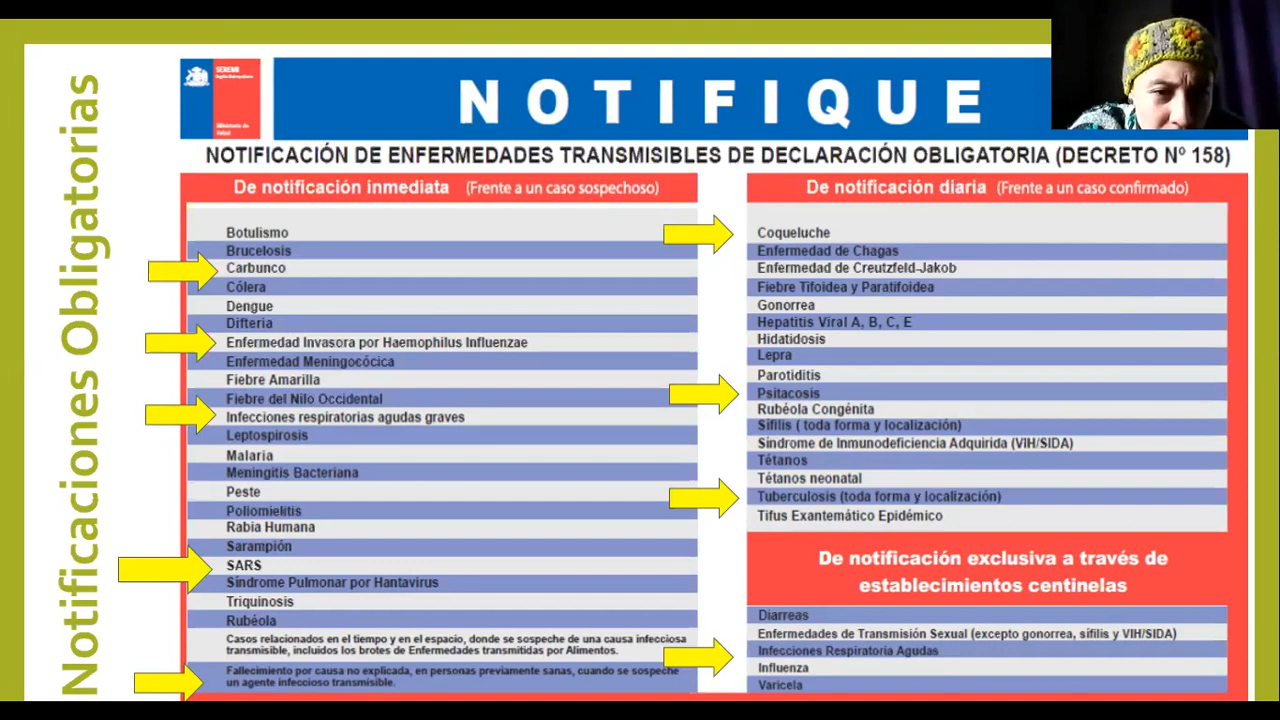 Notificaciones Obligatorias
SEREMI
Región Metropolitana
Ministerio de
Salud
NOTIFIQUE
NOTIFICACIÓN DE ENFERMEDADES TRANSMISIBLES DE DECLARACIÓN OBLIGATORIA (DECRETO Nº 158)
De notificación inmediata (Frente a un caso sospechoso)
Botulismo
Brucelosis
Carbunco
Cólera
Dengue
Difteria
Enfermedad Invasora por Haemophilus Influenzae
Enfermedad Meningocócica
Fiebre Amarilla
Fiebre del Nilo Occidental
Infecciones respiratorias agudas graves
Leptospirosis
Malaria
Meningitis Bacteriana
Peste
Poliomielitis
Rabia Humana
Sarampión
SARS
Síndrome Pulmonar por Hantavirus
Triquinosis
Rubéola
Casos relacionados en el tiempo y en el espacio, donde se sospeche de una causa infecciosa
transmisible, incluidos los brotes de Enfermedades transmitidas por Alimentos.
Fallecimiento por causa no explicada, en personas previamente sanas, cuando se sospeche
un agente infeccioso transmisible.
De notificación diaria (Frente a un caso confirmado)
Coqueluche
Enfermedad de Chagas
Enfermedad de Creutzfeld-Jakob
Fiebre Tifoidea y Paratifoidea
Gonorrea
Hepatitis Viral A, B, C, E
Hidatidosis
Lepra
Parotiditis
Psitacosis
Rubéola Congénita
Sífilis ( toda forma y localización)
Síndrome de Inmunodeficiencia Adquirida (VIH/SIDA)
Tétanos
Tétanos neonatal
Tuberculosis (toda forma y localización)
Tifus Exantemático Epidémico
De notificación exclusiva a través de
establecimientos centinelas
Diarreas
Enfermedades de Transmisión Sexual (excepto gonorrea, sífilis y VIH/SIDA)
Infecciones Respiratoria Agudas
Influenza
Varicela